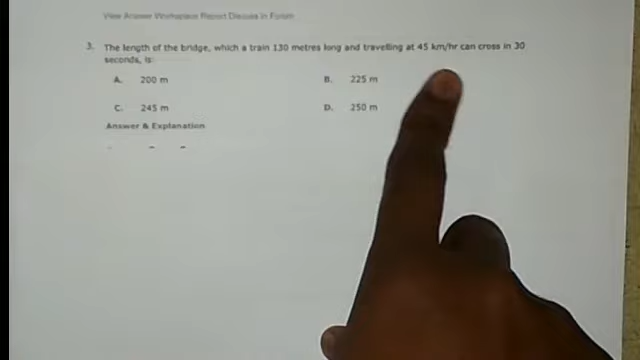 View Answer Workspace Report Discuss in Forum
3. The length of the bridge, which a train 130 metres long and travelling at 45 km/hr can cross in 30
seconds, is:
A. 200 m B. 225 m
C. 245 m D. 250 m
Answer & Explanation